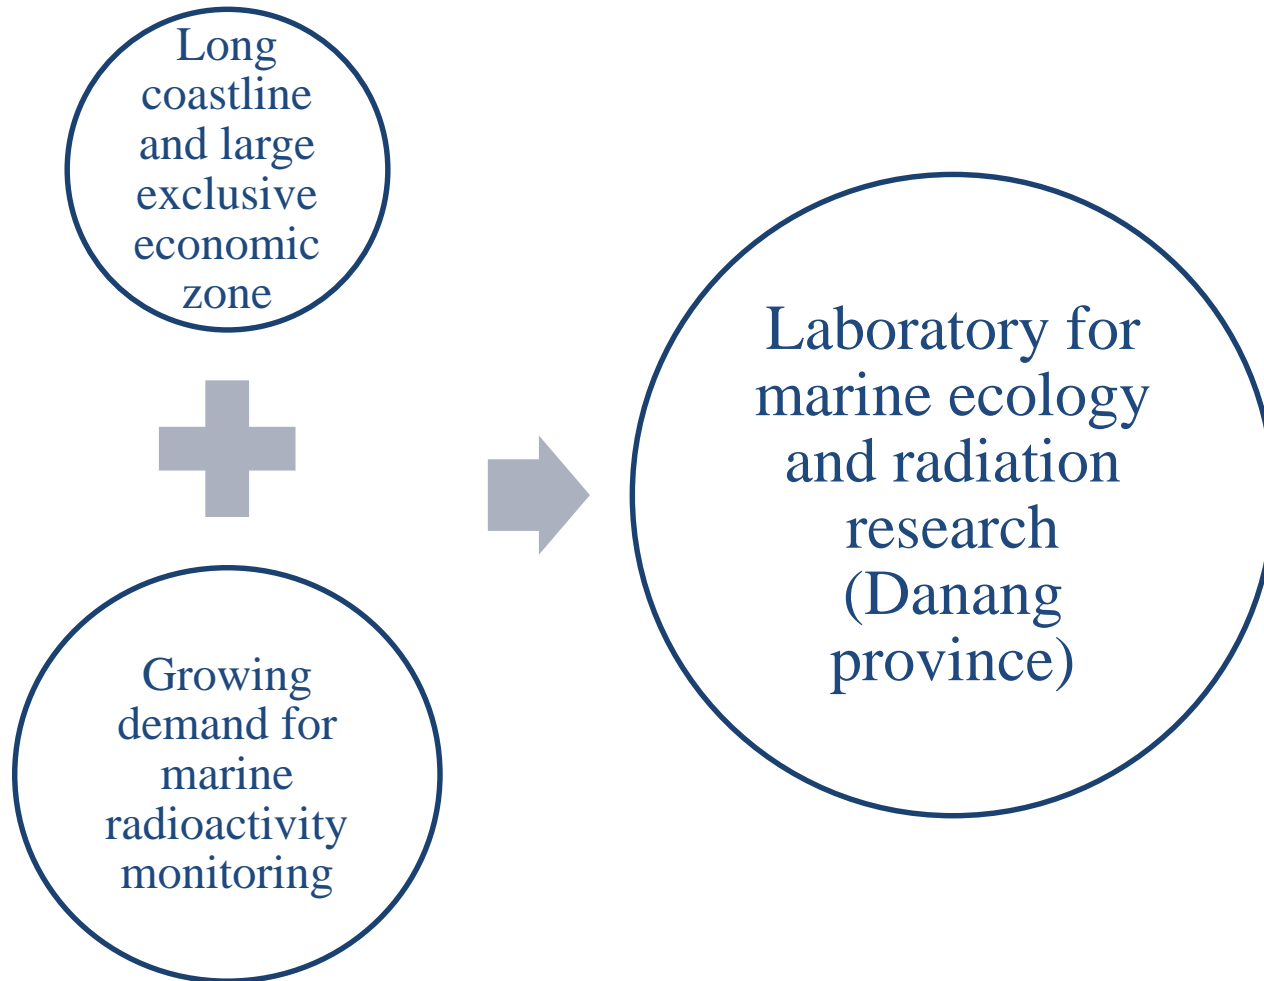 Long
coastline
and large
exclusive
economic
zone
Growing
demand for
marine
radioactivity
monitoring
Laboratory for
marine ecology
and radiation
research
(Danang
province)